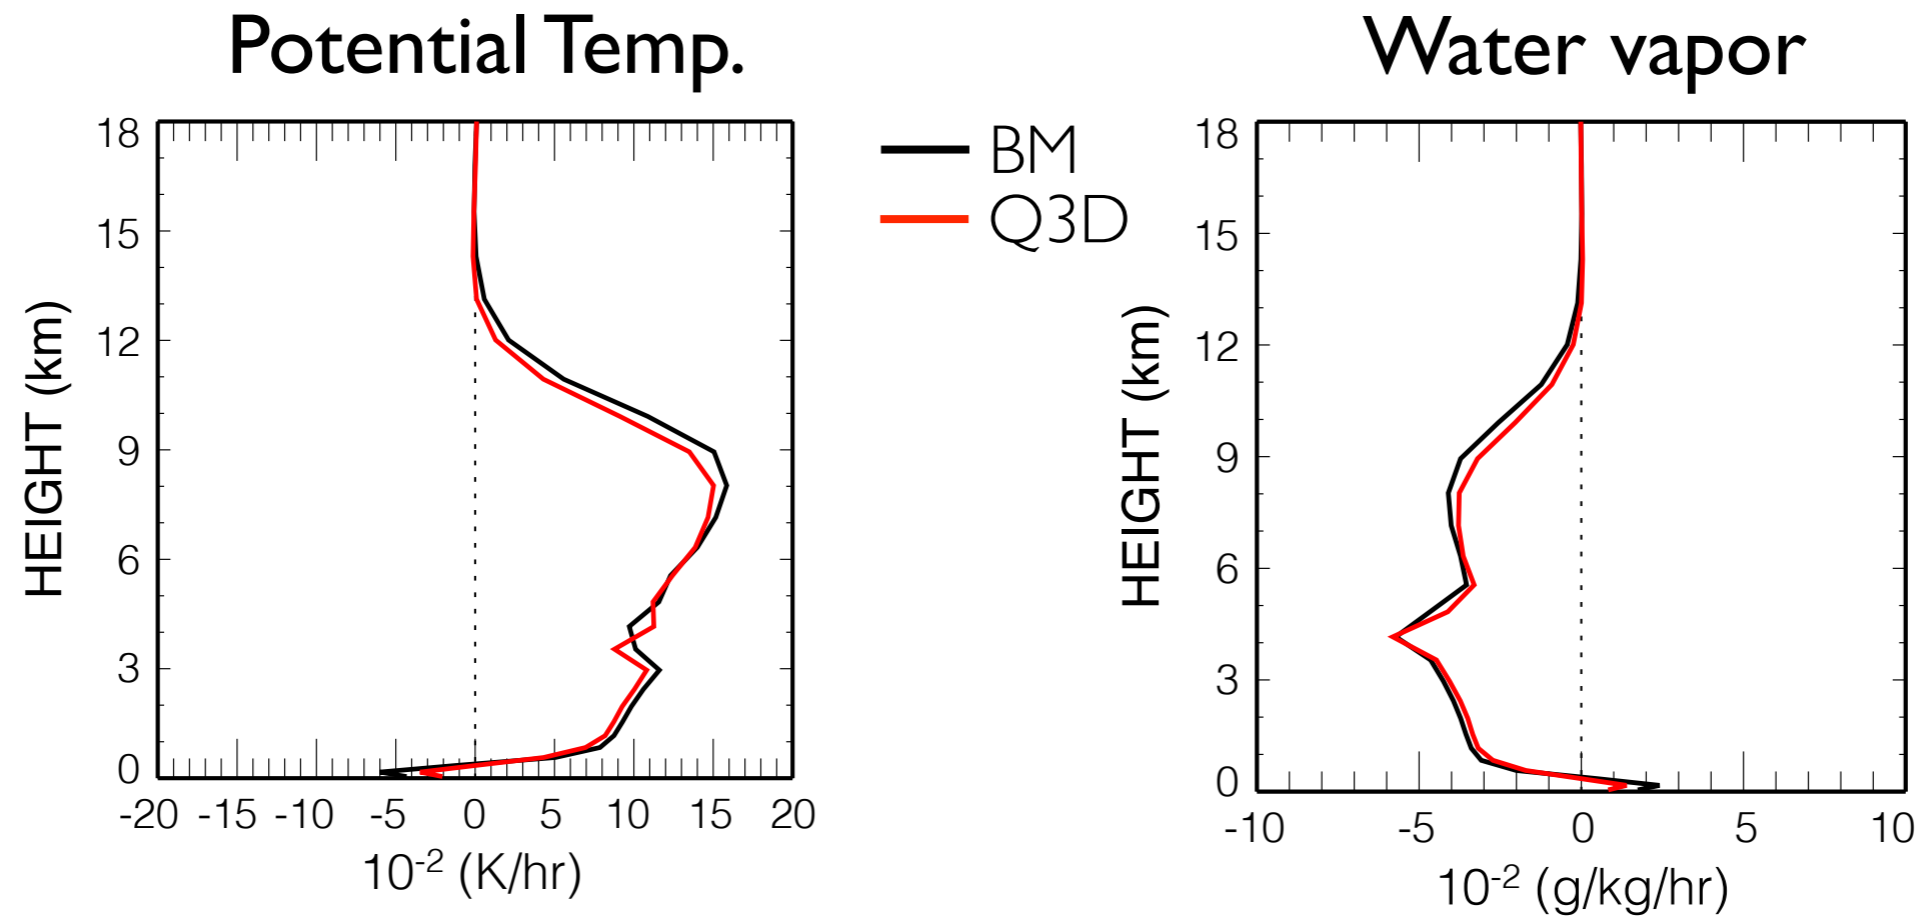 Potential Temp.
Water vapor
BM
Q3D
HEIGHT (km)
18
15
12
9
6
3
0
-20 -15 -10 -5 0 5 10 15 20
10⁻² (K/hr)
HEIGHT (km)
18
15
12
9
6
3
0
-10 -5 0 5 10
10⁻² (g/kg/hr)